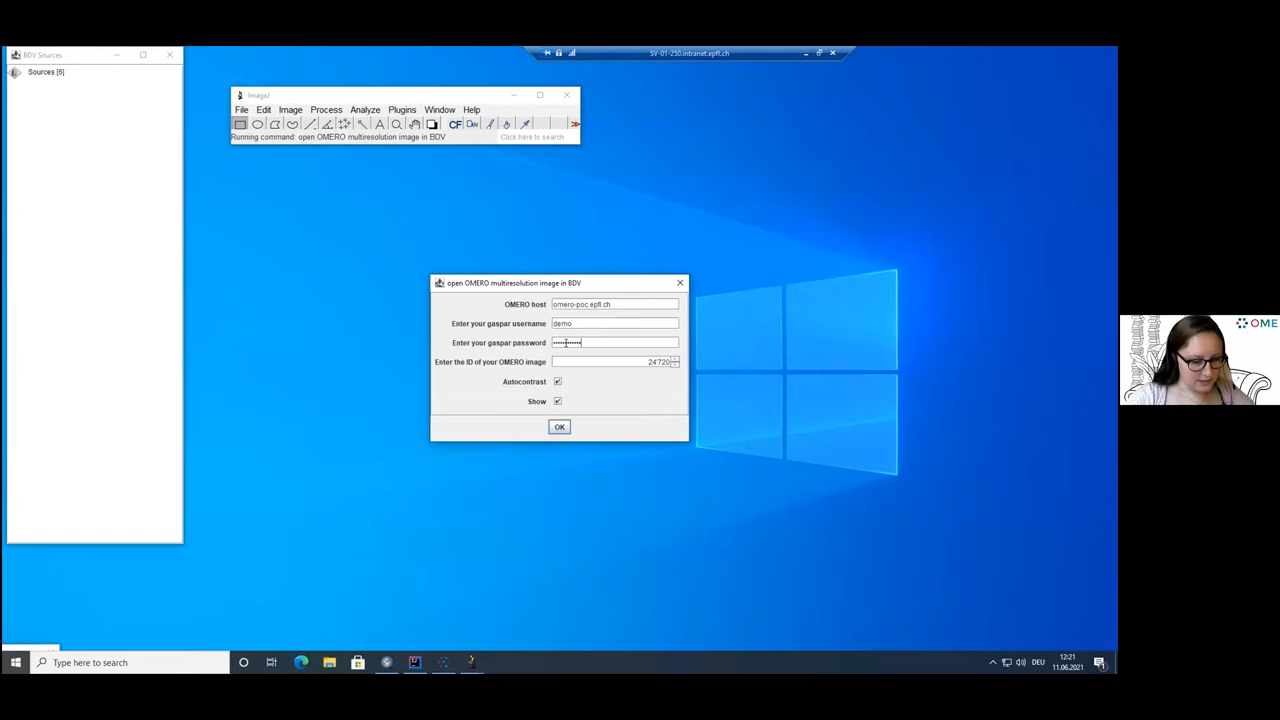 BDV Sources
SV-01-250.intranet.epfl.ch
Sources [6]
ImageJ
File Edit Image Process Analyze Plugins Window Help
A CF Dev
Running command: open OMERO multiresolution image in BDV
Click here to search
open OMERO multiresolution image in BDV
OMERO host omero-poc.epfl.ch
Enter your gaspar username demo
Enter your gaspar password
Enter the ID of your OMERO image 24'720
Autocontrast
Show
OK
OME
Type here to search
DEU
12:21
11.06.2021